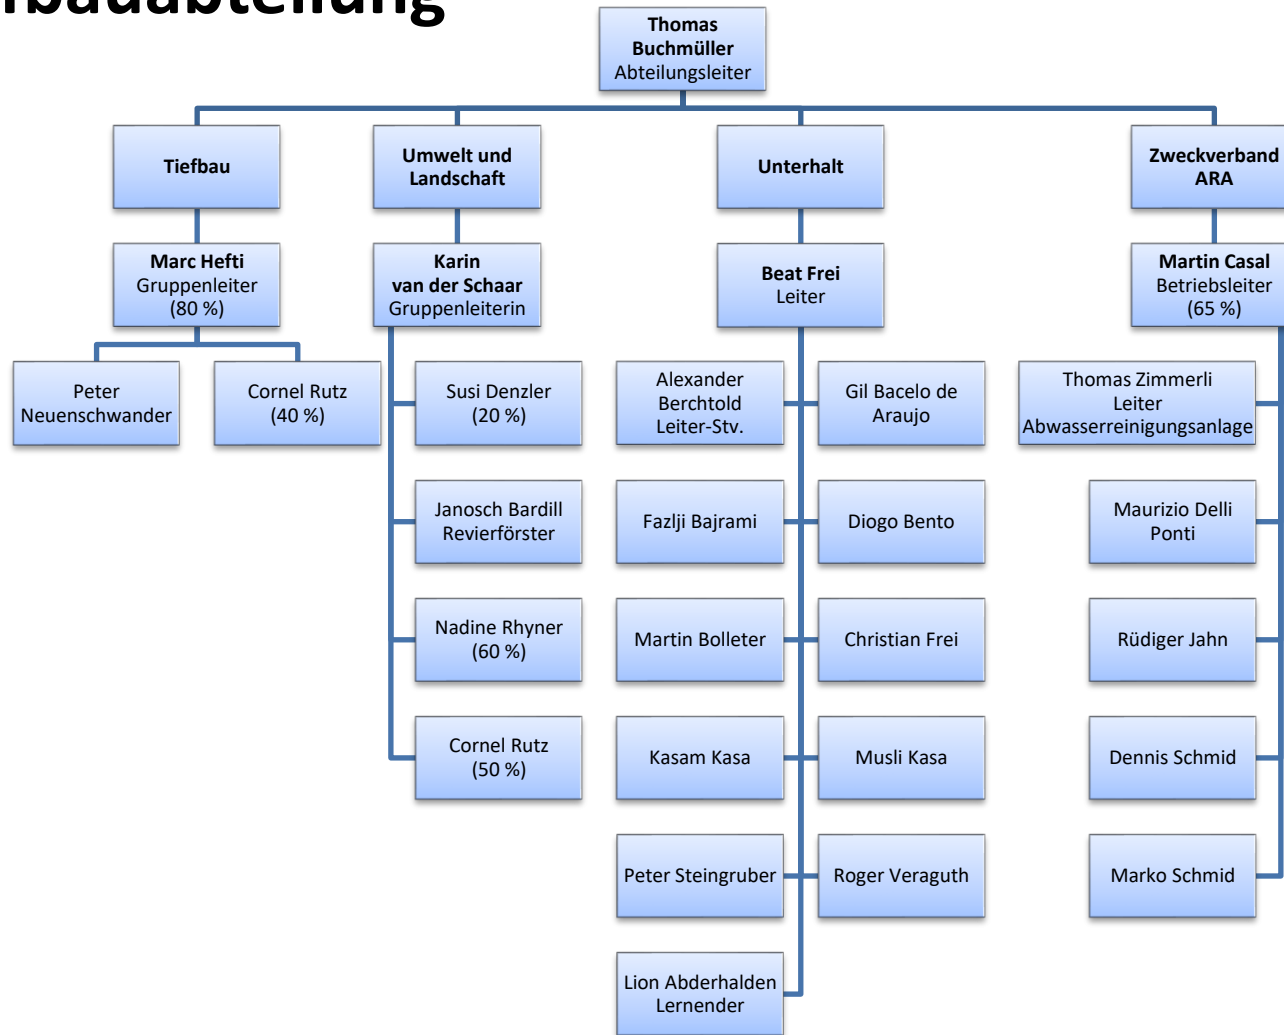 fbauabteilung
Thomas
Buchmüller
Abteilungsleiter
Tiefbau
Umwelt und
Landschaft
Unterhalt
Zweckverband
ARA
Marc Hefti
Gruppenleiter
(80 %)
Karin
van der Schaar
Gruppenleiterin
Beat Frei
Leiter
Martin Casal
Betriebsleiter
(65 %)
Peter
Neuenschwander
Cornel Rutz
(40 %)
Susi Denzler
(20 %)
Janosch Bardill
Revierförster
Nadine Rhyner
(60 %)
Cornel Rutz
(50 %)
Alexander
Berchtold
Leiter-Stv.
Gil Bacelo de
Araujo
Fazlji Bajrami
Diogo Bento
Martin Bolleter
Christian Frei
Kasam Kasa
Musli Kasa
Peter Steingruber
Roger Veraguth
Lion Abderhalden
Lernender
Thomas Zimmerli
Leiter
Abwasserreinigungsanlage
Maurizio Delli
Ponti
Rüdiger Jahn
Dennis Schmid
Marko Schmid